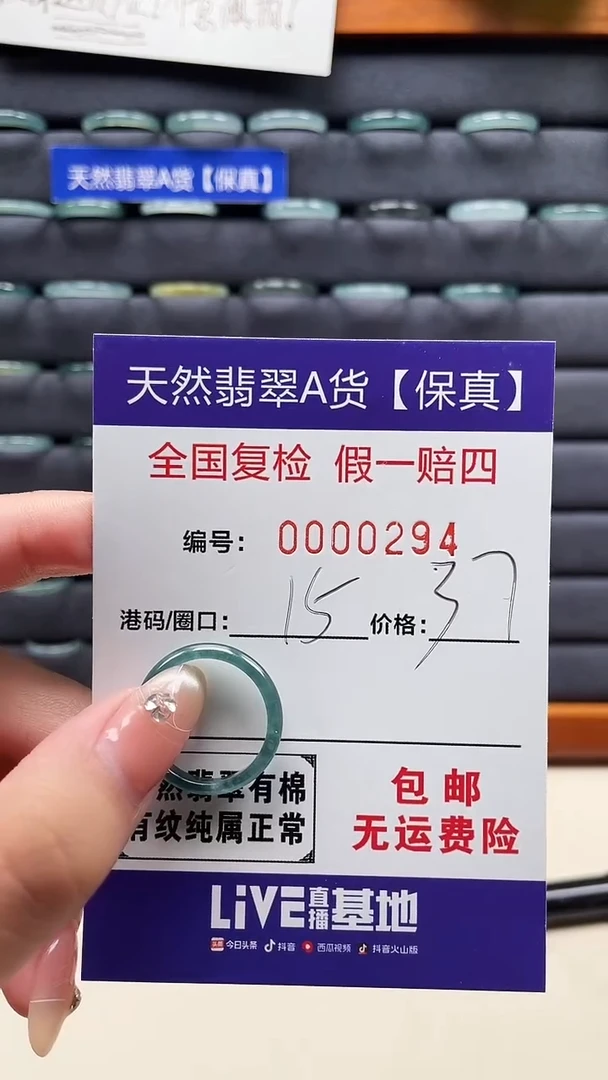 天然翡翠A货【保真】
天然翡翠A货【保真】
全国复检 假一赔四
编号: 0000294
港码/圈口: 15 价格: 37
然翡翠有棉
有纹纯属正常
包邮
无运费险
LiVE直播基地
头条 今日头条 抖音 西瓜视频 抖音火山版